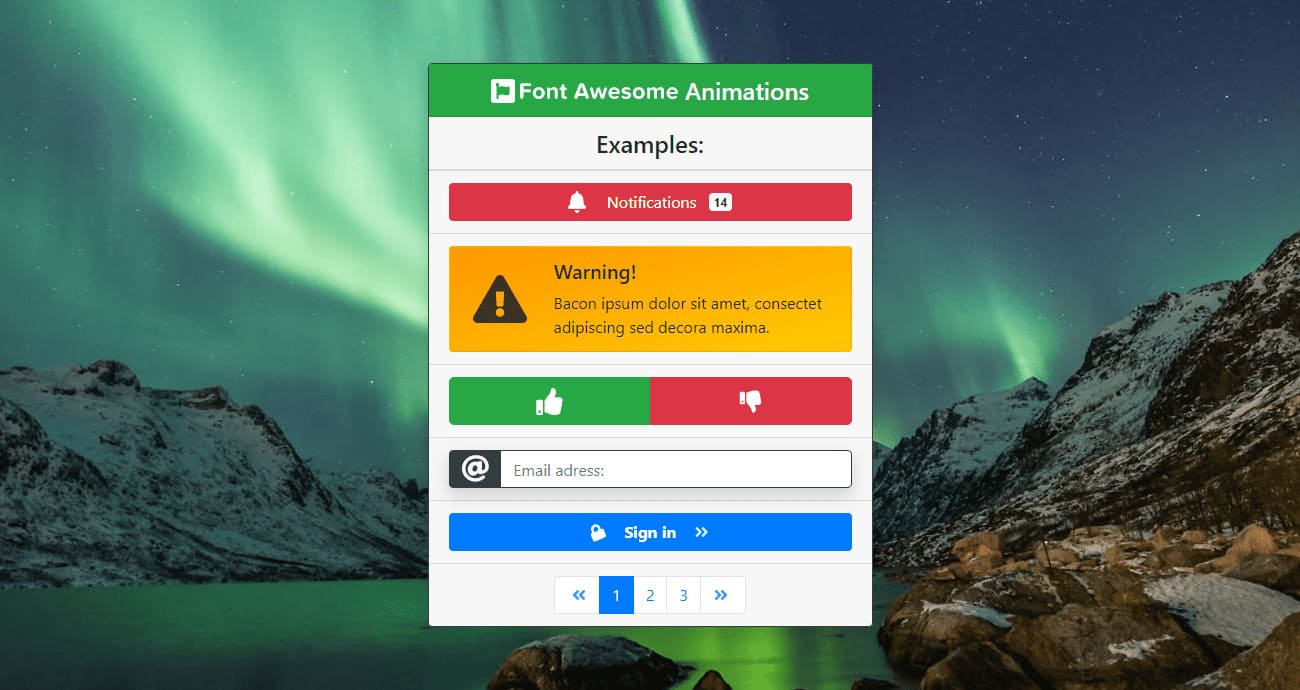 Font Awesome Animations
Examples:
Notifications 14
Warning!
Bacon ipsum dolor sit amet, consectet
adipiscing sed decora maxima.
@ Email adress:
Sign in »
« 1 2 3 »